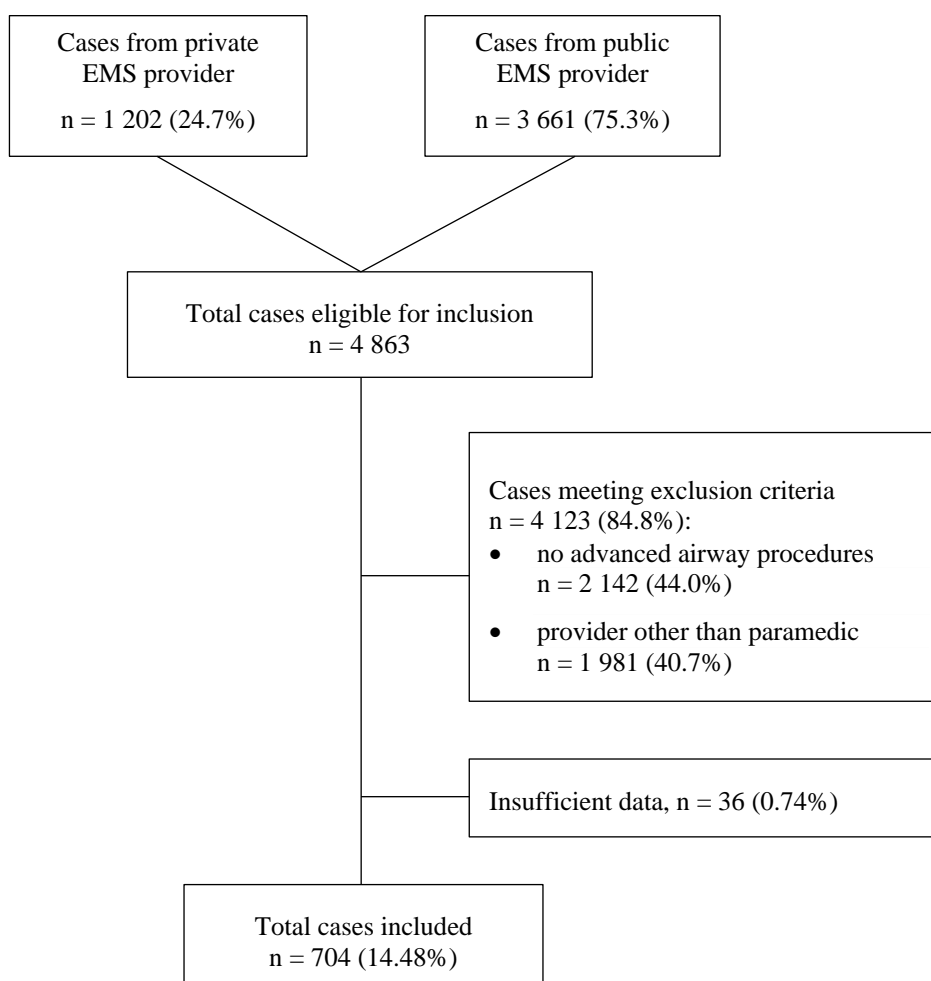 Cases from private
EMS provider
n = 1 202 (24.7%)
Cases from public
EMS provider
n = 3 661 (75.3%)
Total cases eligible for inclusion
n = 4 863
Cases meeting exclusion criteria
n = 4 123 (84.8%):
• no advanced airway procedures
n = 2 142 (44.0%)
• provider other than paramedic
n = 1 981 (40.7%)
Insufficient data, n = 36 (0.74%)
Total cases included
n = 704 (14.48%)